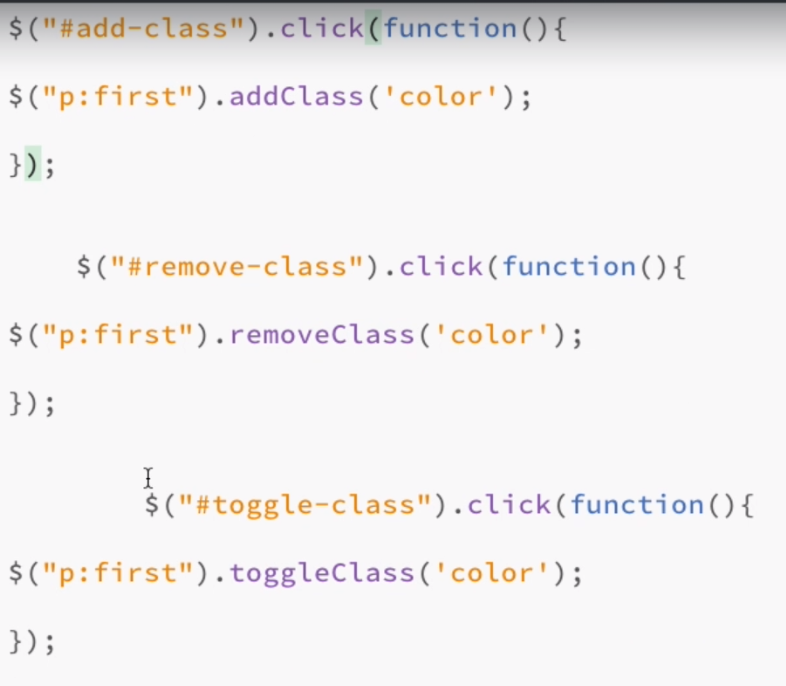 $("#add-class").click(function(){
$("p:first").addClass('color');
});
$("#remove-class").click(function(){
$("p:first").removeClass('color');
});
$("#toggle-class").click(function(){
$("p:first").toggleClass('color');
});